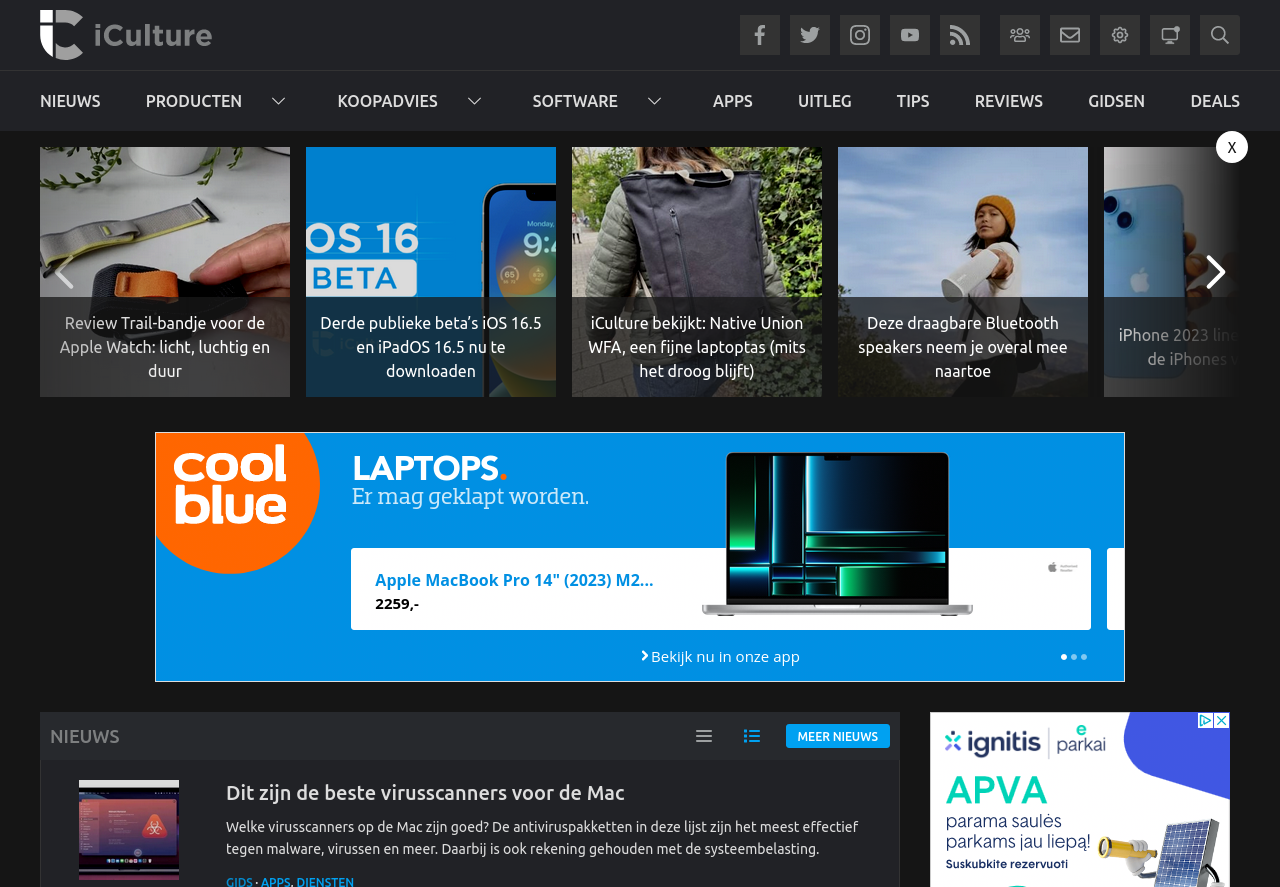 iCulture
NIEUWS PRODUCTEN KOOPADVIES SOFTWARE APPS UITLEG TIPS REVIEWS GIDSEN DEALS
X
Review Trail-bandje voor de
Apple Watch: licht, luchtig en
duur
OS 16
BETA
Monday,
9:4
65
Derde publieke beta’s iOS 16.5
en iPadOS 16.5 nu te
downloaden
iCulture bekijkt: Native Union
WFA, een fijne laptoptas (mits
het droog blijft)
Deze draagbare Bluetooth
speakers neem je overal mee
naartoe
iPhone 2023 line
de iPhones v
cool
blue
LAPTOPS.
Er mag geklapt worden.
Apple MacBook Pro 14" (2023) M2...
2259,-
Bekijk nu in onze app
NIEUWS
MEER NIEUWS
Dit zijn de beste virusscanners voor de Mac
Welke virusscanners op de Mac zijn goed? De antiviruspakketten in deze lijst zijn het meest effectief
tegen malware, virussen en meer. Daarbij is ook rekening gehouden met de systeembelasting.
GIDS · APPS, DIENSTEN
ignitis e parkai
APVA
parama saulės
parkams jau liepą!
Suskubkite rezervuoti